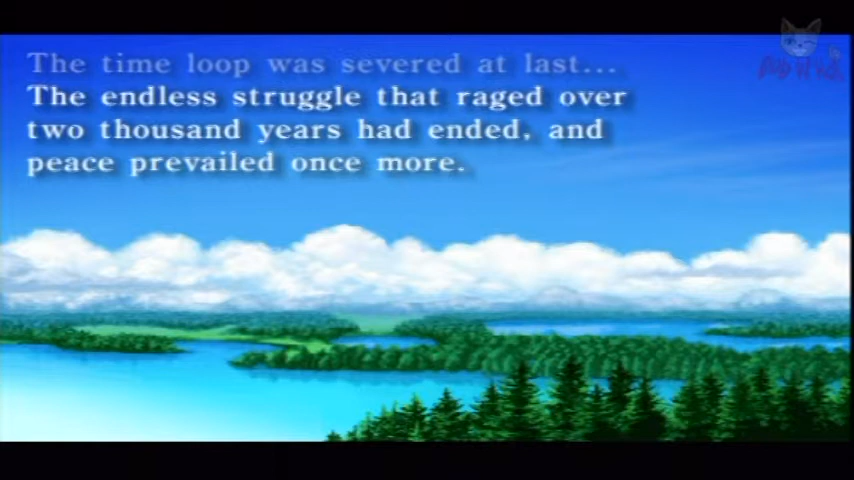 The time loop was severed at last...
The endless struggle that raged over
two thousand years had ended, and
peace prevailed once more.